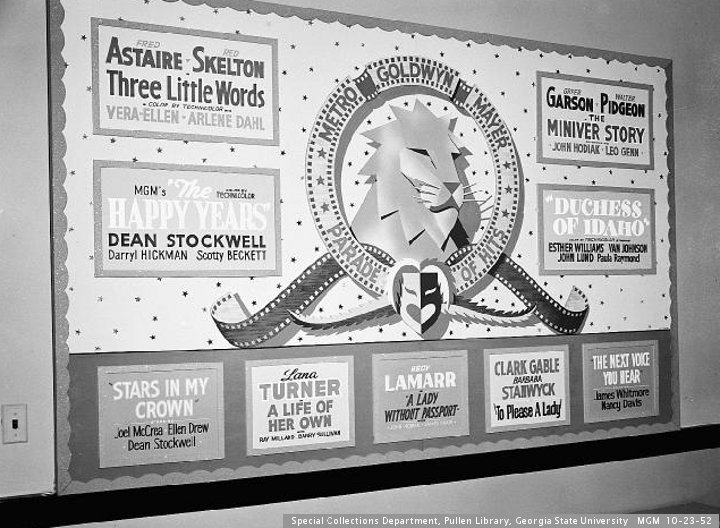 FRED RED
ASTAIRE · SKELTON
Three Little Words
COLOR BY TECHNICOLOR
VERA-ELLEN · ARLENE DAHL
MGM's "The COLOR BY TECHNICOLOR
HAPPY YEARS"
DEAN STOCKWELL
Darryl HICKMAN Scotty BECKETT
METRO GOLDWYN MAYER
PARADE OF HITS
GREER WALTER
GARSON · PIDGEON
THE
MINIVER STORY
JOHN HODIAK · LEO GENN
"DUCHESS
OF IDAHO"
COLOR BY TECHNICOLOR
ESTHER WILLIAMS VAN JOHNSON
JOHN LUND Paula Raymond
"STARS IN MY
CROWN"
Joel McCrea Ellen Drew
Dean Stockwell
Lana
TURNER
A LIFE OF
HER OWN
RAY MILLAND BARRY SULLIVAN
HEDY
LAMARR
"A LADY
WITHOUT PASSPORT"
CLARK GABLE
BARBARA
STANWYCK
"To Please A Lady"
THE NEXT VOICE
YOU HEAR
James Whitmore
Nancy Davis
Special Collections Department, Pullen Library, Georgia State University MGM 10-23-52